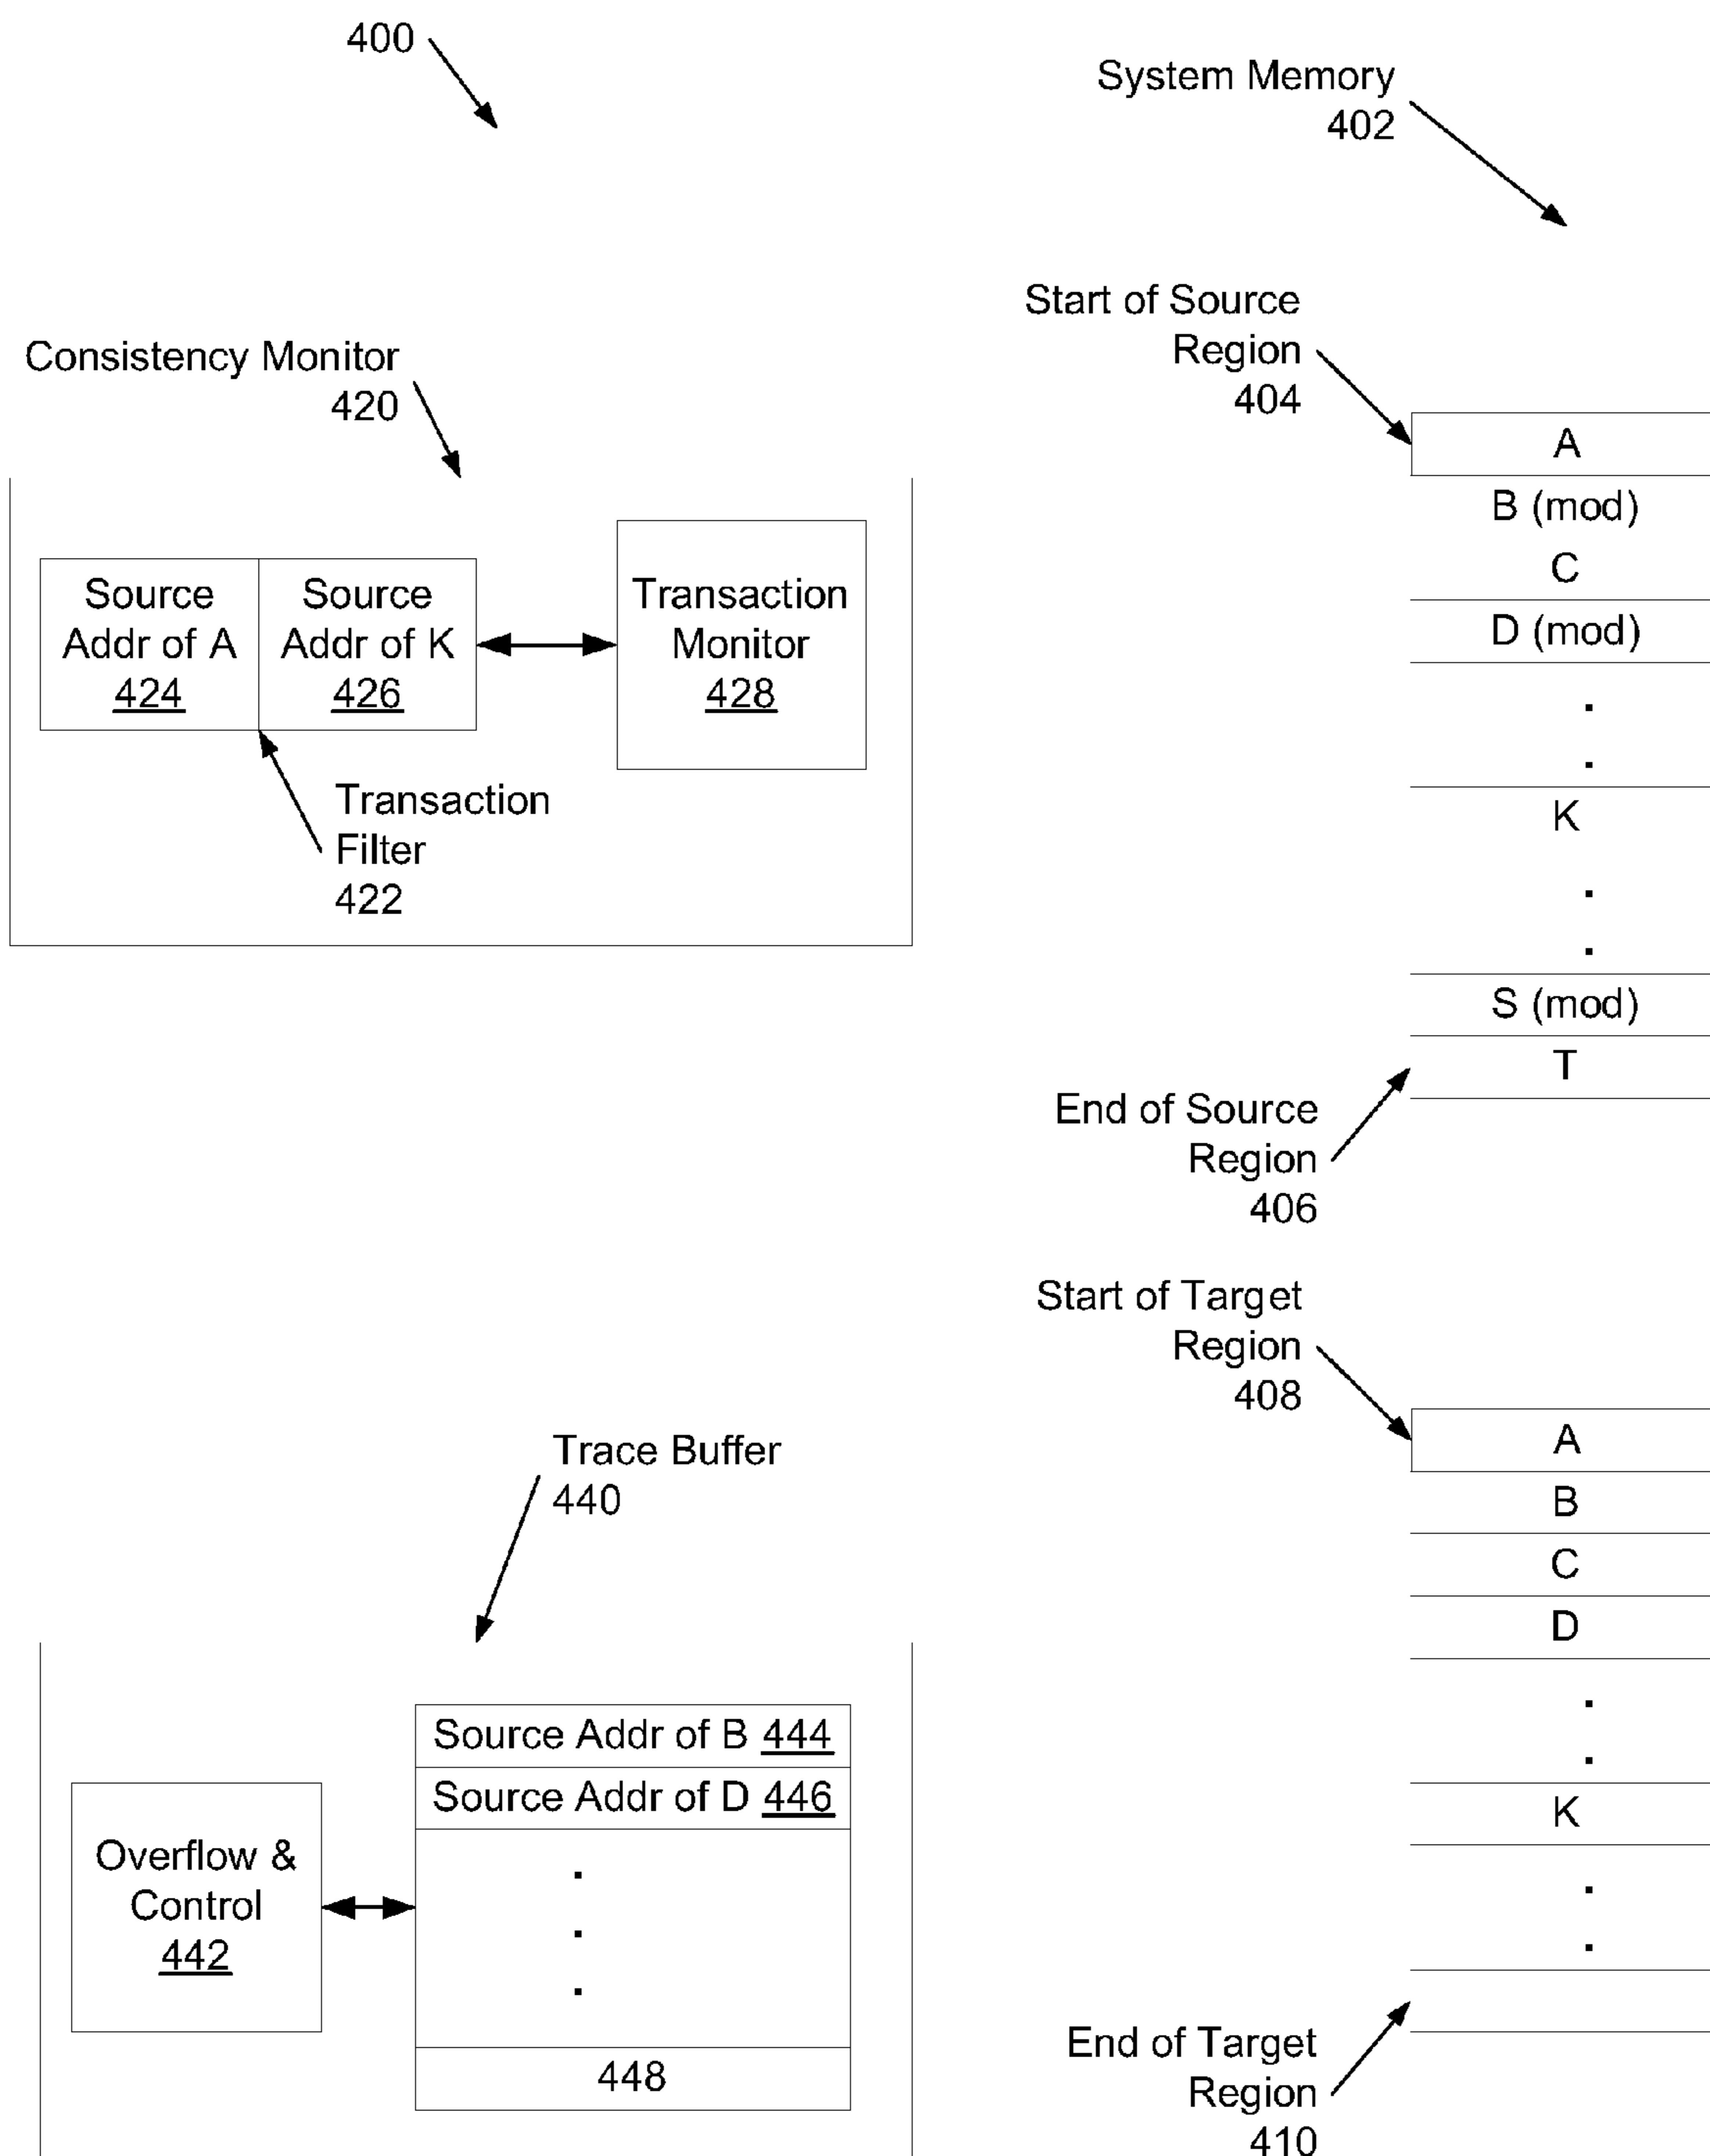 400
System Memory
402
Start of Source
Region
404
Consistency Monitor
420
A
B (mod)
C
D (mod)
.
.
K
.
.
S (mod)
T
Source
Addr of A
424
Source
Addr of K
426
Transaction
Monitor
428
Transaction
Filter
422
End of Source
Region
406
Start of Target
Region
408
A
B
C
D
.
.
K
.
.
Trace Buffer
440
Source Addr of B 444
Source Addr of D 446
.
.
.
448
Overflow &
Control
442
End of Target
Region
410